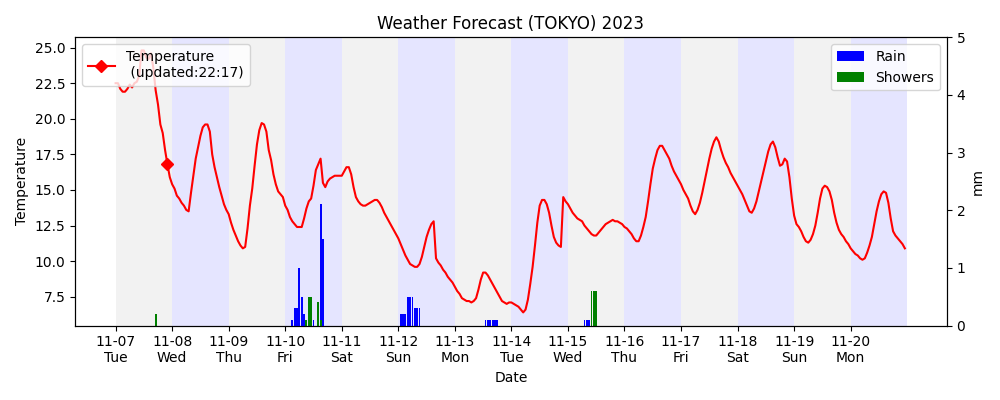 Weather Forecast (TOKYO) 2023
Temperature
(updated:22:17)
Rain
Showers
25.0
22.5
20.0
17.5
15.0
12.5
10.0
7.5
Temperature
5
4
3
2
1
0
mm
11-07 11-08 11-09 11-10 11-11 11-12 11-13 11-14 11-15 11-16 11-17 11-18 11-19 11-20
Tue Wed Thu Fri Sat Sun Mon Tue Wed Thu Fri Sat Sun Mon
Date